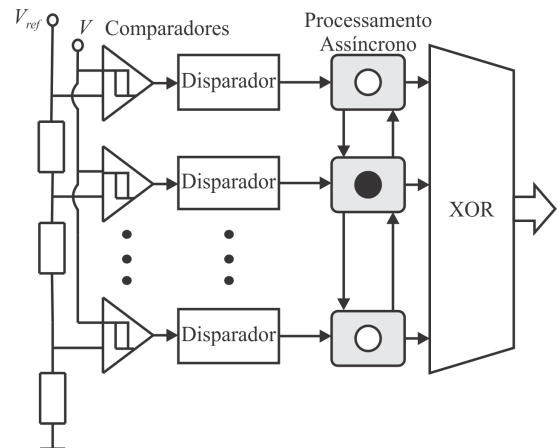 V_ref
V
Comparadores
Processamento
Assíncrono
Disparador
Disparador
XOR
Disparador